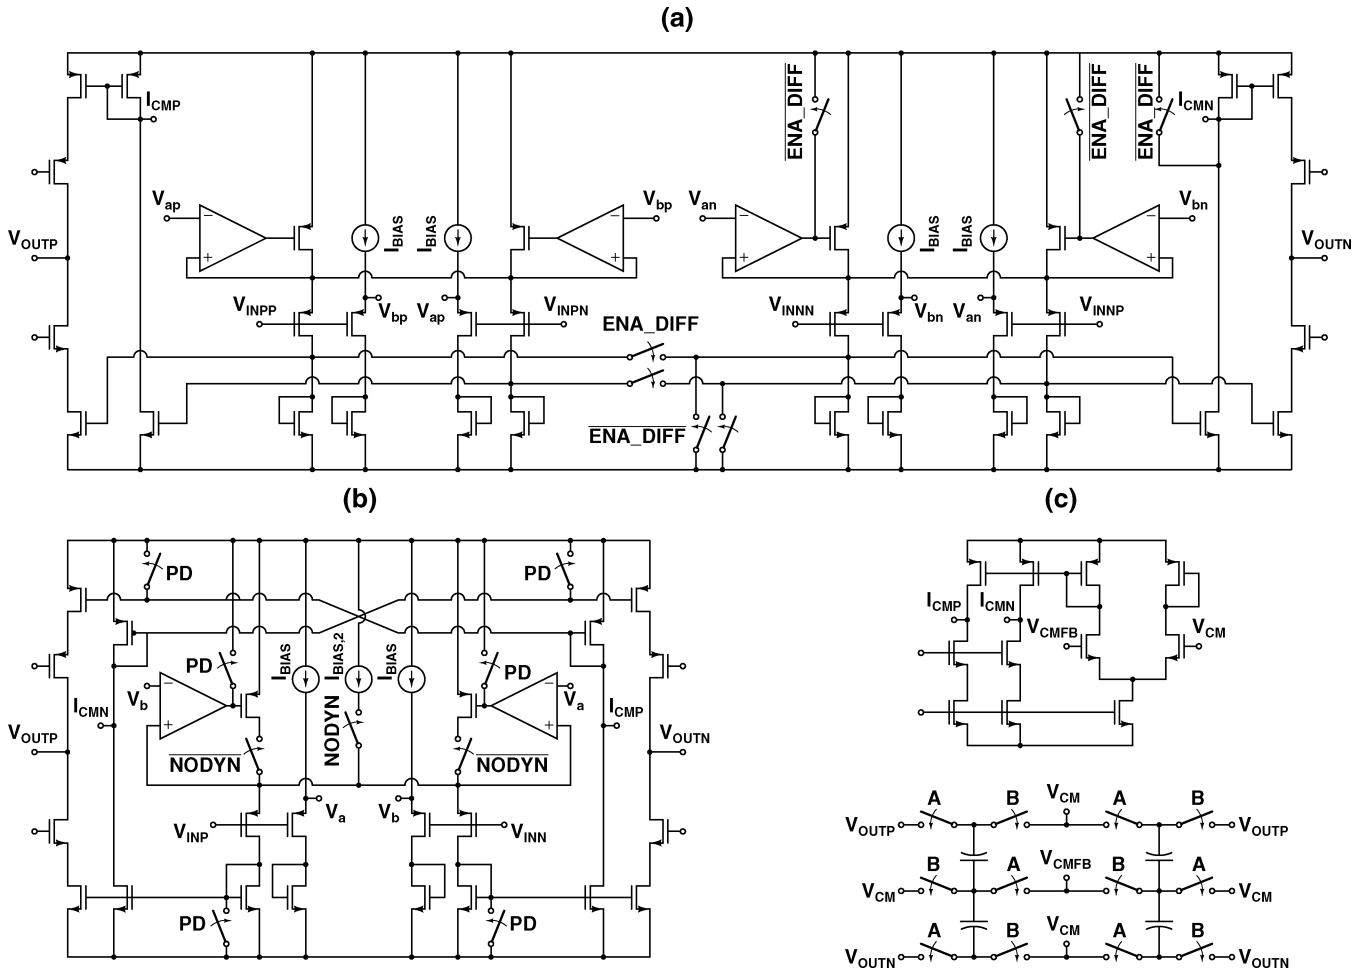 (a)
I_CMP
ENA_DIFF
ENA_DIFF
ENA_DIFF
I_CMN
V_ap
I_BIAS
I_BIAS
V_bp
V_an
I_BIAS
I_BIAS
V_bn
V_OUTP
V_OUTN
V_INPP
V_bp
V_ap
V_INPN
V_INNN
V_bn
V_an
V_INNP
ENA_DIFF
ENA_DIFF
(b)
PD
PD
PD
I_BIAS
I_BIAS,2
I_BIAS
PD
V_b
V_a
I_CMN
I_CMP
V_OUTP
V_OUTN
NODYN
NODYN
NODYN
V_a
V_b
V_INP
V_INN
PD
PD
(c)
I_CMP
I_CMN
V_CMFB
V_CM
A B V_CM A B
V_OUTP V_OUTP
B A V_CMFB B A
V_CM V_CM
A B V_CM A B
V_OUTN V_OUTN